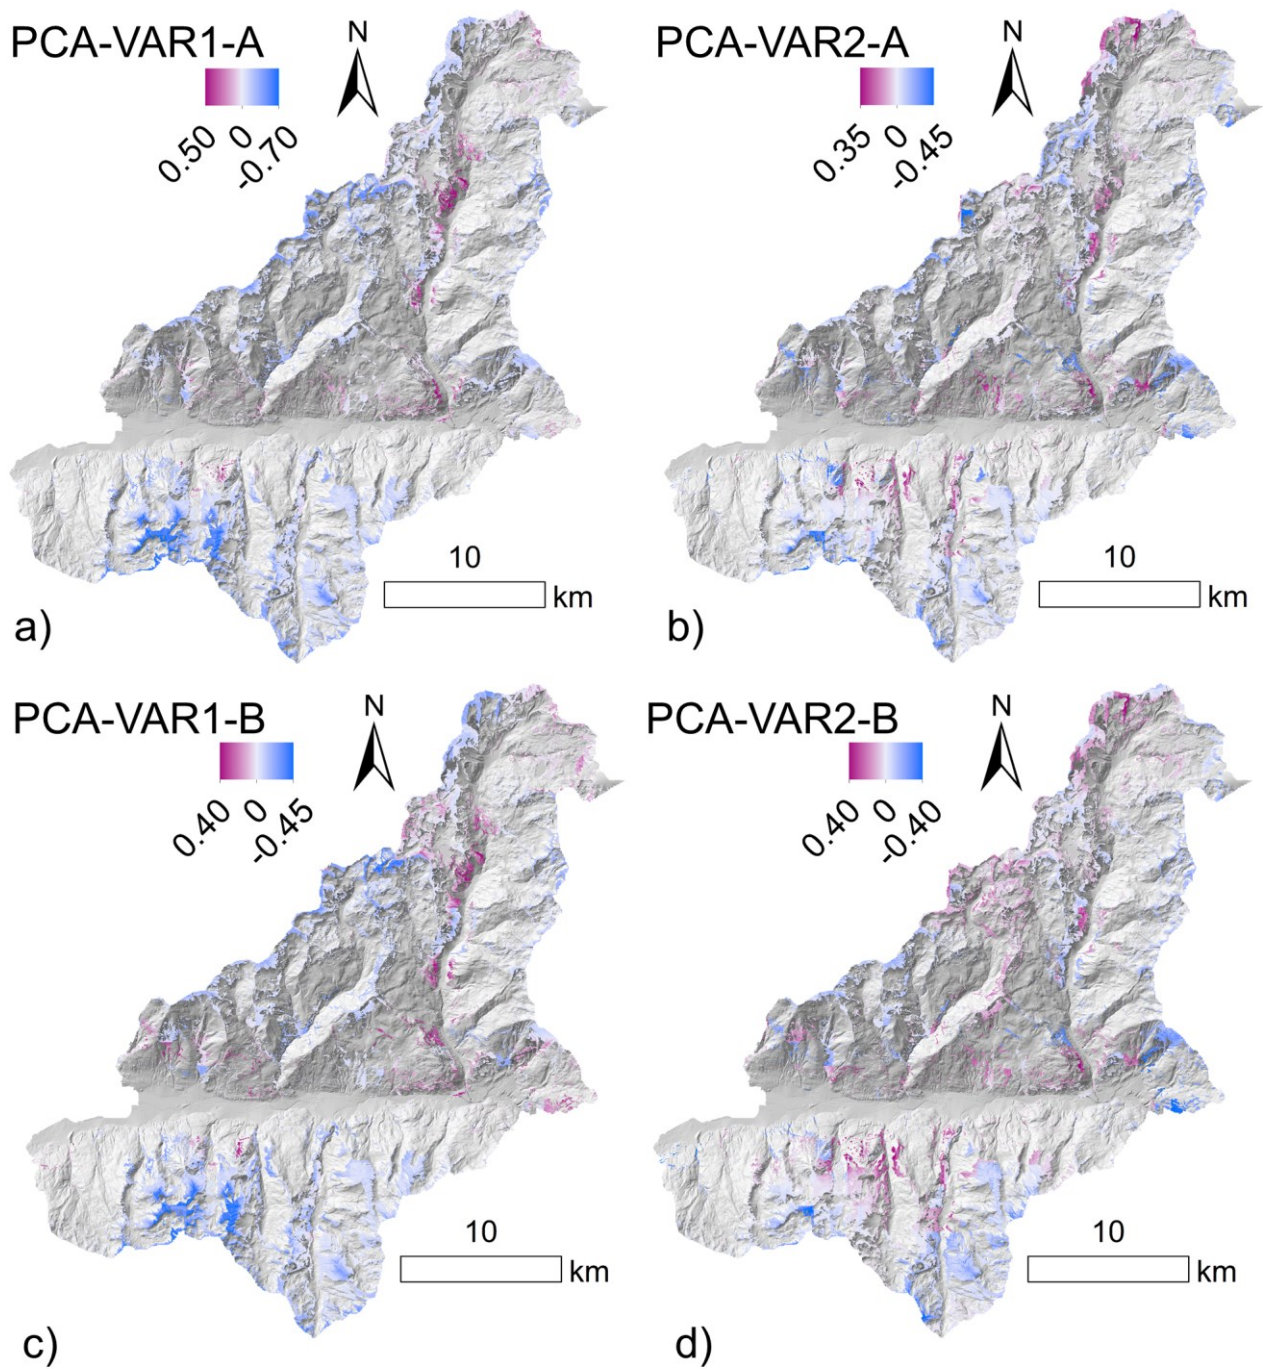 PCA-VAR1-A
N
0.50 0 -0.70
10
km
a)
PCA-VAR2-A
N
0.35 0 -0.45
10
km
b)
PCA-VAR1-B
N
0.40 0 -0.45
10
km
c)
PCA-VAR2-B
N
0.40 0 -0.40
10
km
d)